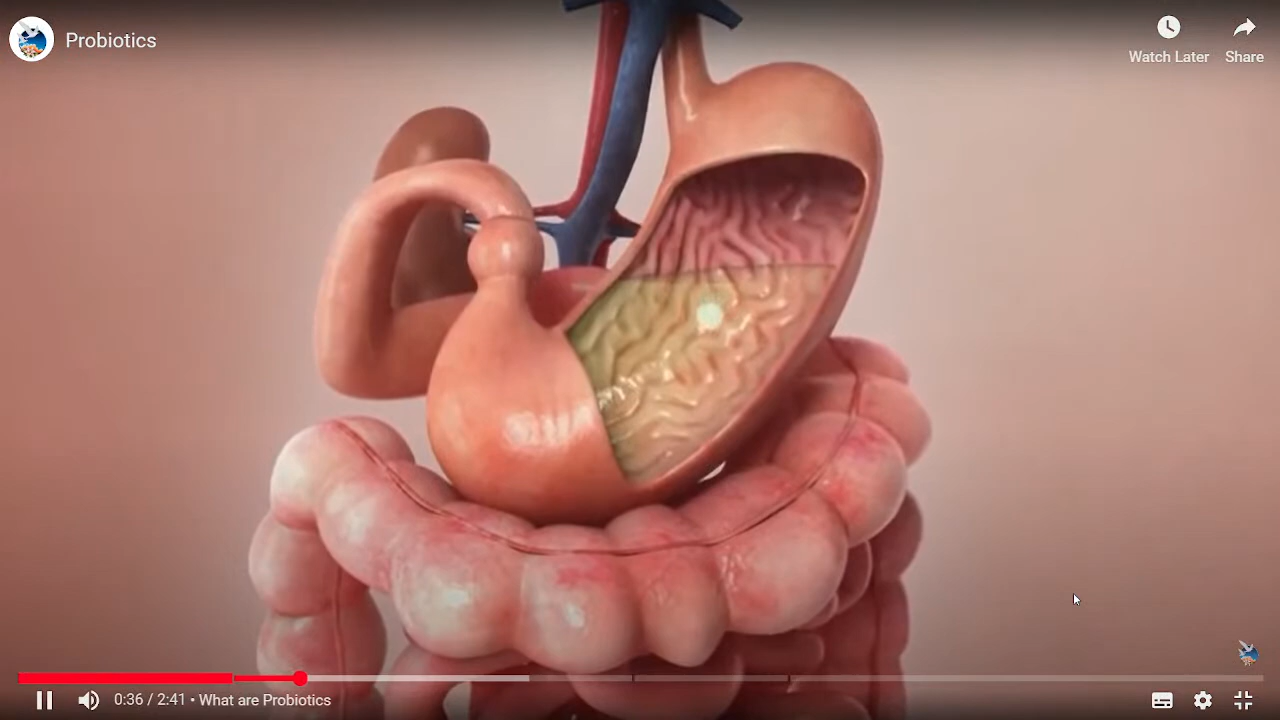 Probiotics
Watch Later
Share
0:36 / 2:41 • What are Probiotics